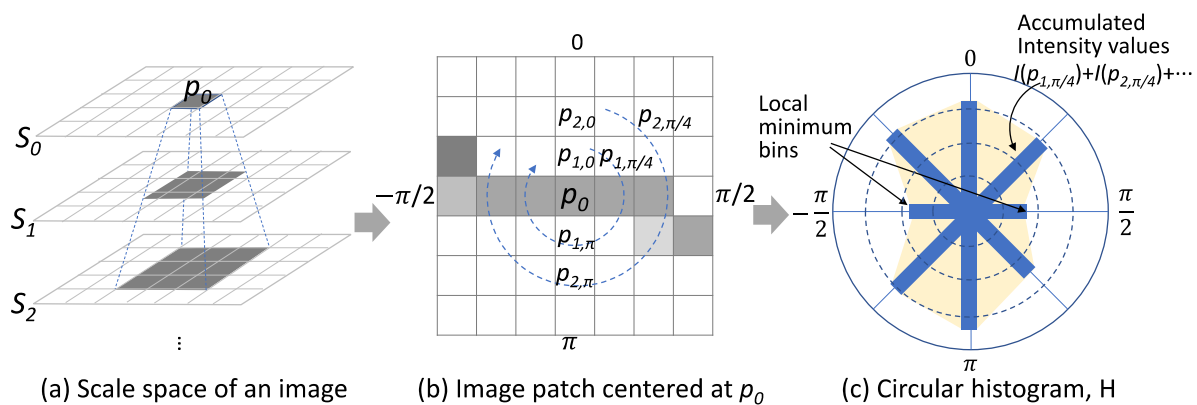 p0
S0
S1
S2
⋮
(a) Scale space of an image
0
p2,0
p2,π/4
p1,0
p1,π/4
−π/2
p0
π/2
p1,π
p2,π
π
(b) Image patch centered at p0
Accumulated
Intensity values
I(p1,π/4)+I(p2,π/4)+⋯
0
Local
minimum
bins
−π/2
π/2
π
(c) Circular histogram, H